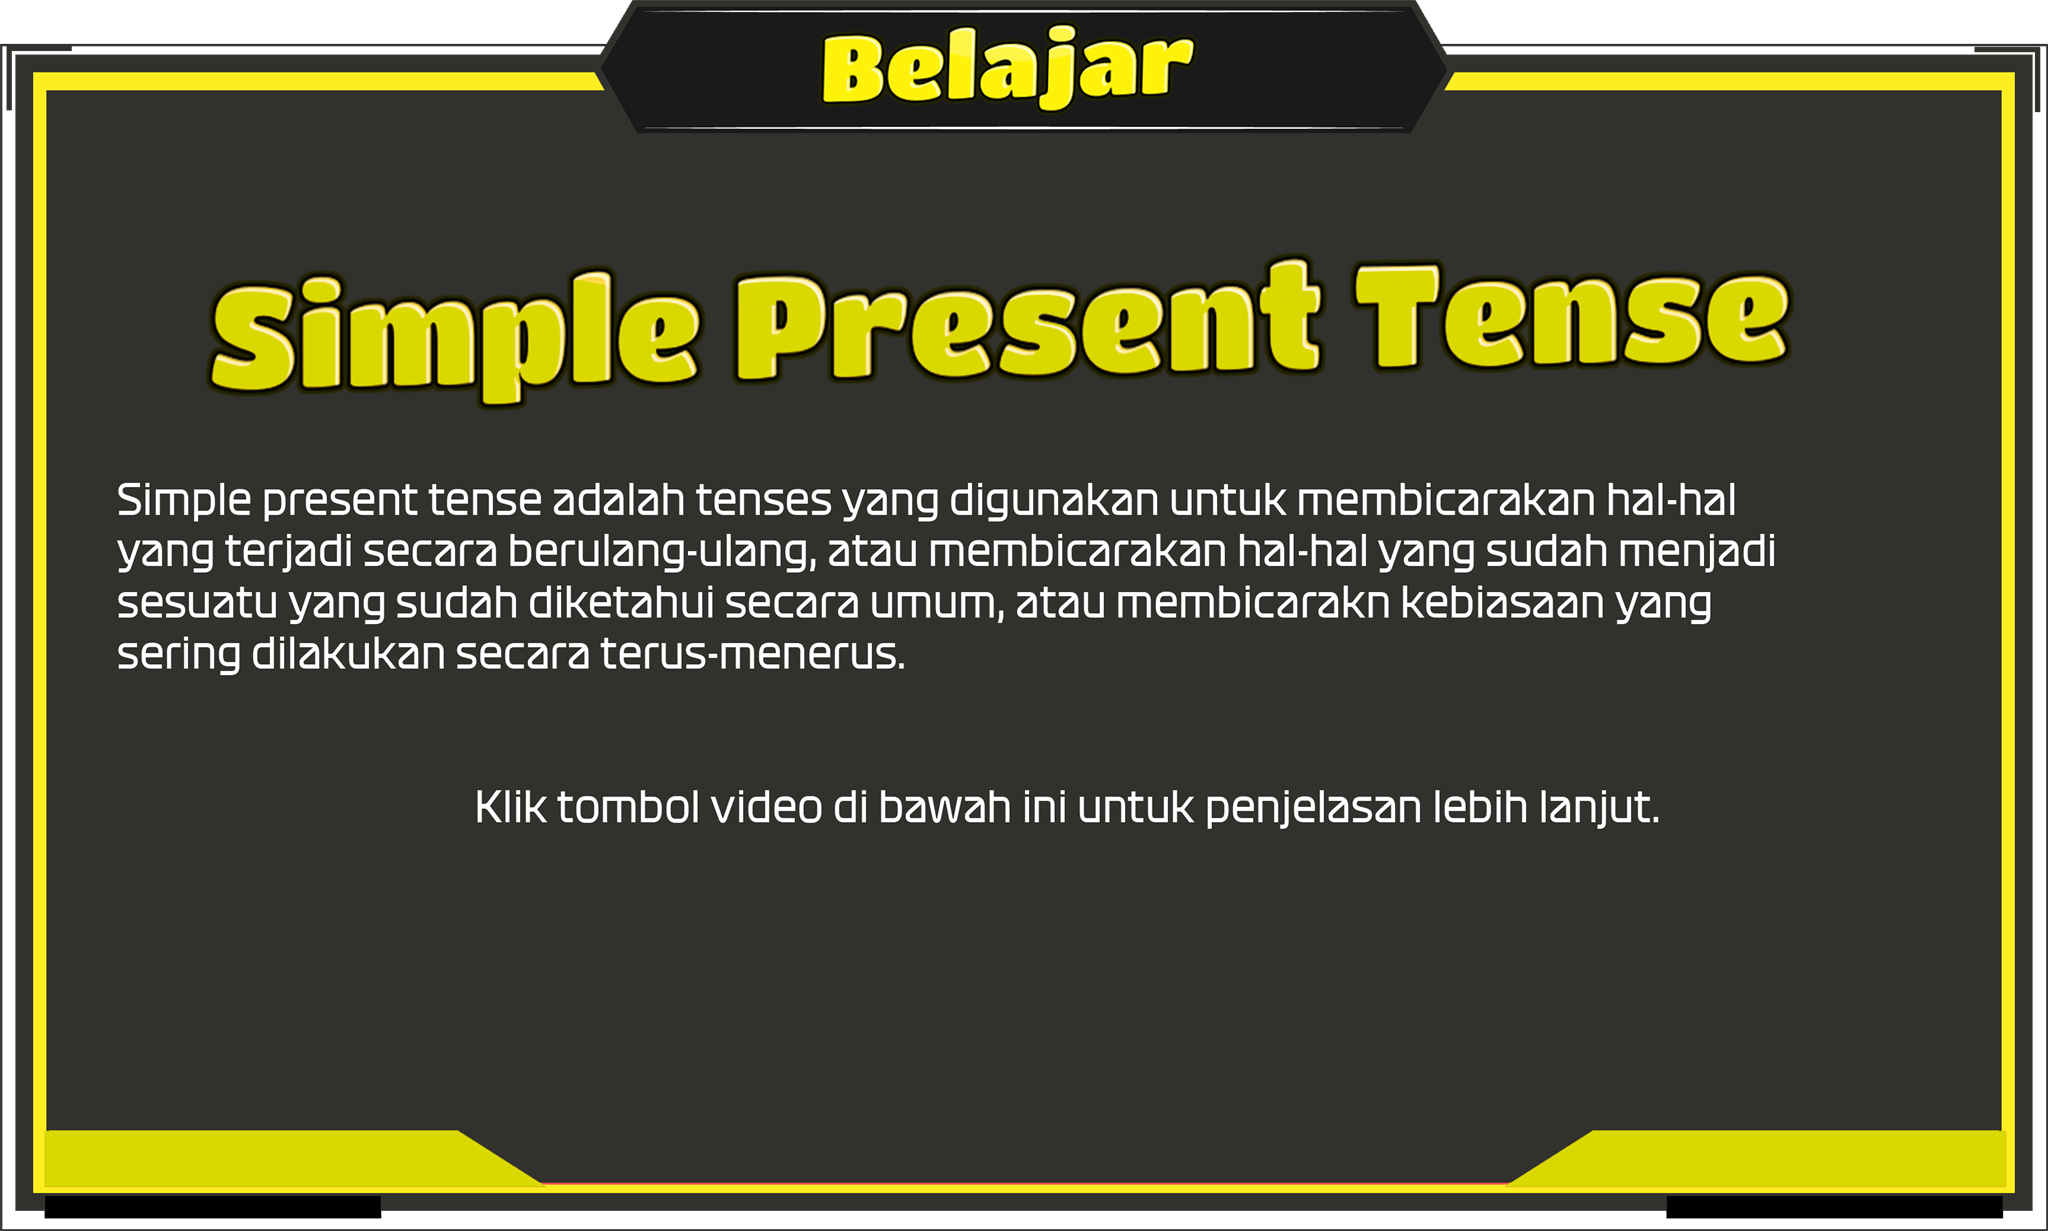 Belajar
Simple Present Tense
Simple present tense adalah tenses yang digunakan untuk membicarakan hal-hal
yang terjadi secara berulang-ulang, atau membicarakan hal-hal yang sudah menjadi
sesuatu yang sudah diketahui secara umum, atau membicarakn kebiasaan yang
sering dilakukan secara terus-menerus.
Klik tombol video di bawah ini untuk penjelasan lebih lanjut.